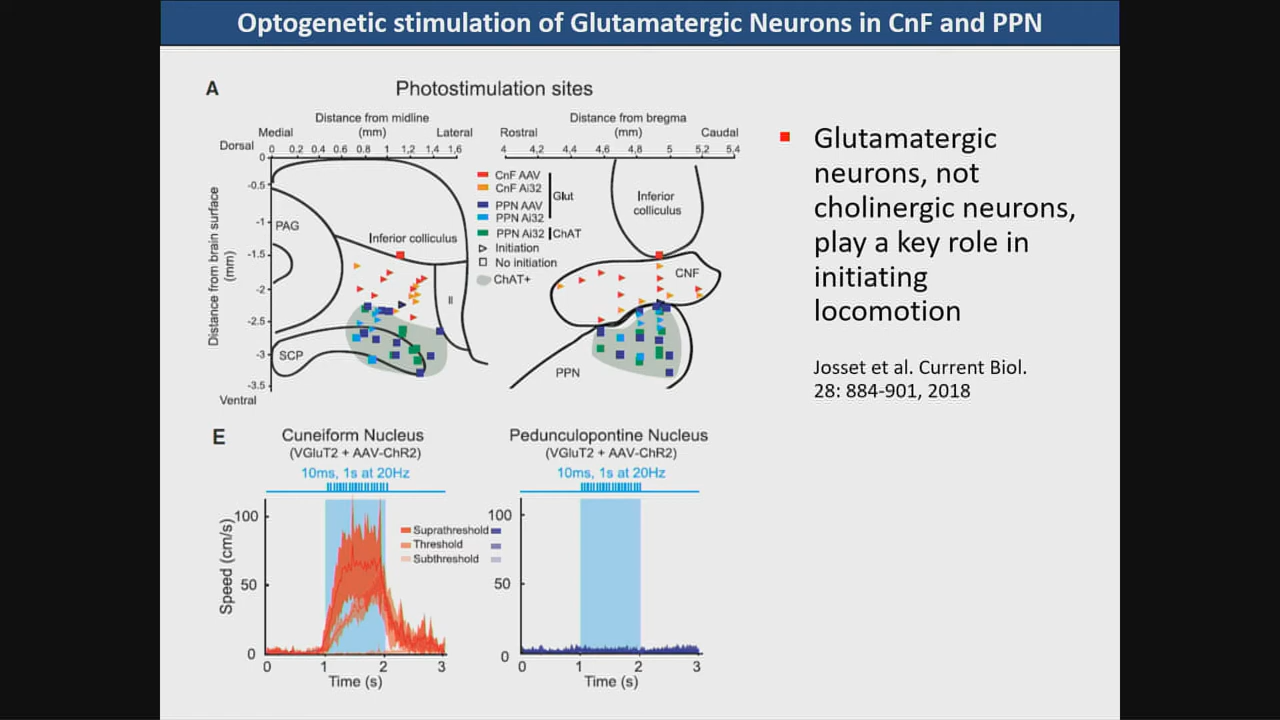 Optogenetic stimulation of Glutamatergic Neurons in CnF and PPN
A
Photostimulation sites
Distance from midline
(mm)
Medial
Lateral
Dorsal
0 0.2 0.4 0.6 0.8 1 1,2 1,4 1,6
0
-0.5
-1
-1.5
-2
-2.5
-3
-3.5
Distance from brain surface
(mm)
Ventral
PAG
Inferior colliculus
ll
SCP
Distance from bregma
(mm)
Rostral
Caudal
4 4,2 4,4 4,6 4,8 5 5,2 5,4
CnF AAV
CnF Ai32
PPN AAV
PPN Ai32
Glut
PPN Ai32
ChAT
Initiation
No initiation
ChAT+
Inferior
colliculus
CNF
PPN
Glutamatergic
neurons, not
cholinergic neurons,
play a key role in
initiating
locomotion
Josset et al. Current Biol.
28: 884-901, 2018
E
Cuneiform Nucleus
(VGluT2 + AAV-ChR2)
10ms, 1s at 20Hz
Speed (cm/s)
100
50
0
0 1 2 3
Time (s)
Suprathreshold
Threshold
Subthreshold
Pedunculopontine Nucleus
(VGluT2 + AAV-ChR2)
10ms, 1s at 20Hz
100
50
0
0 1 2 3
Time (s)